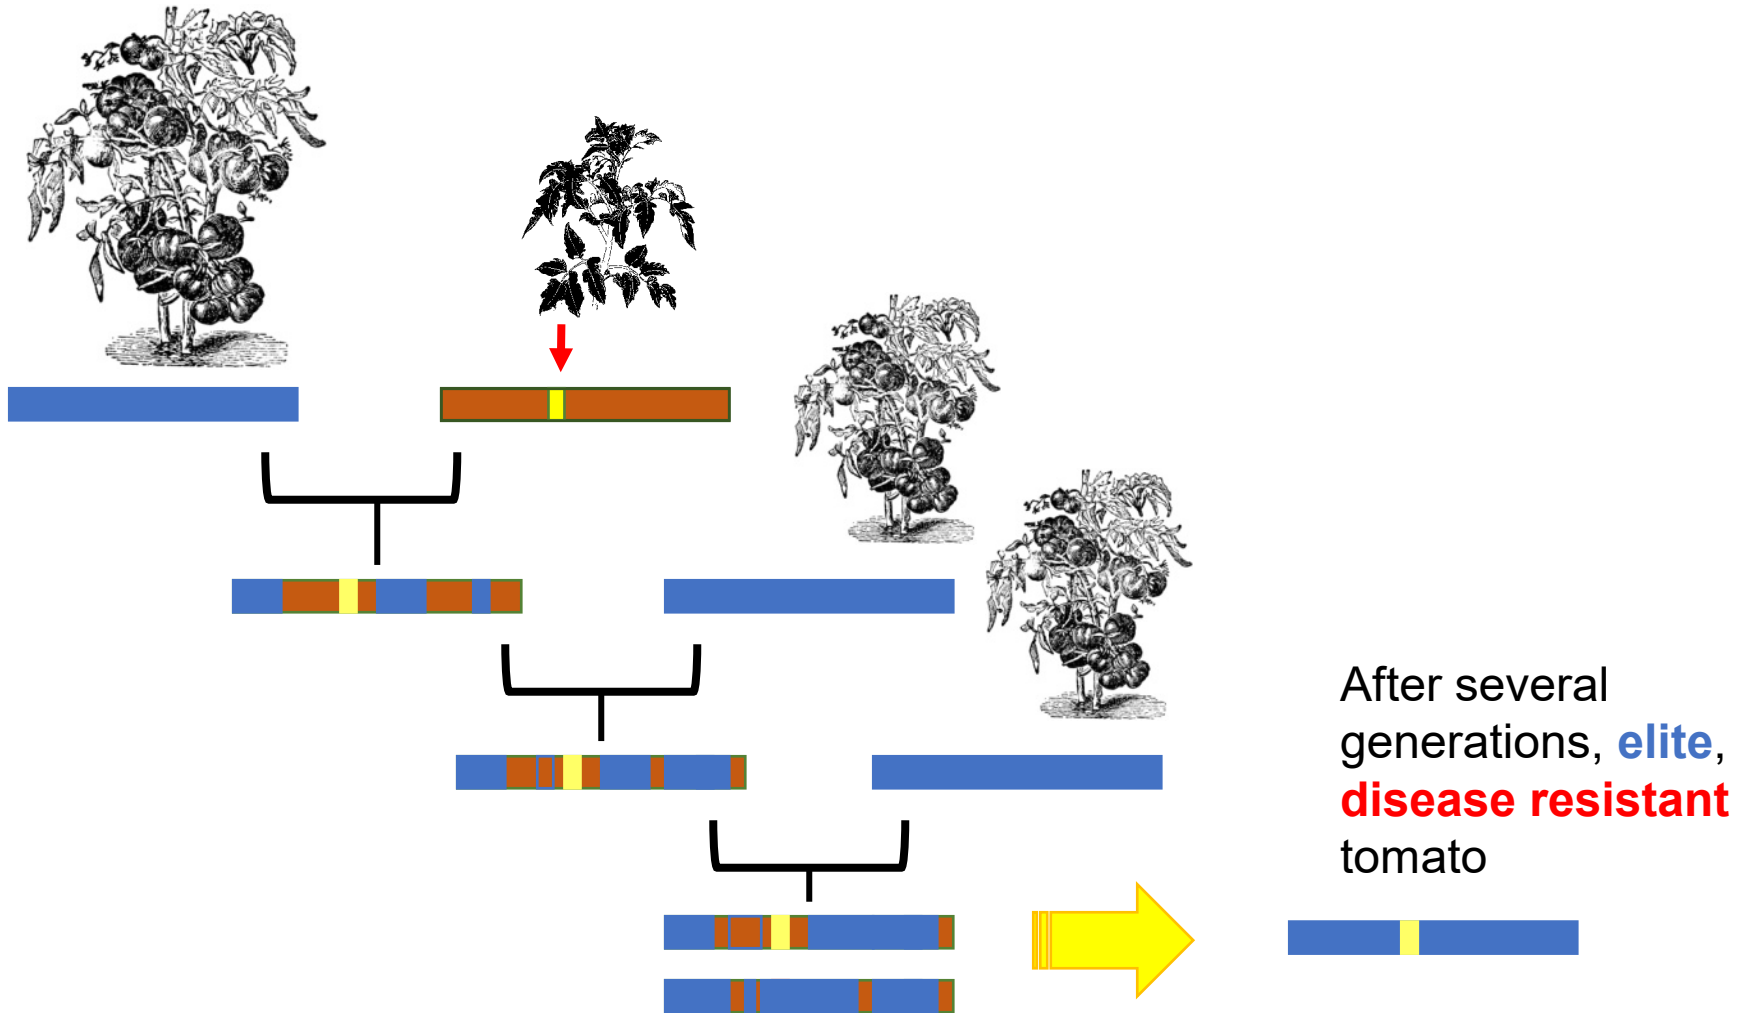 After several
generations, elite,
disease resistant
tomato